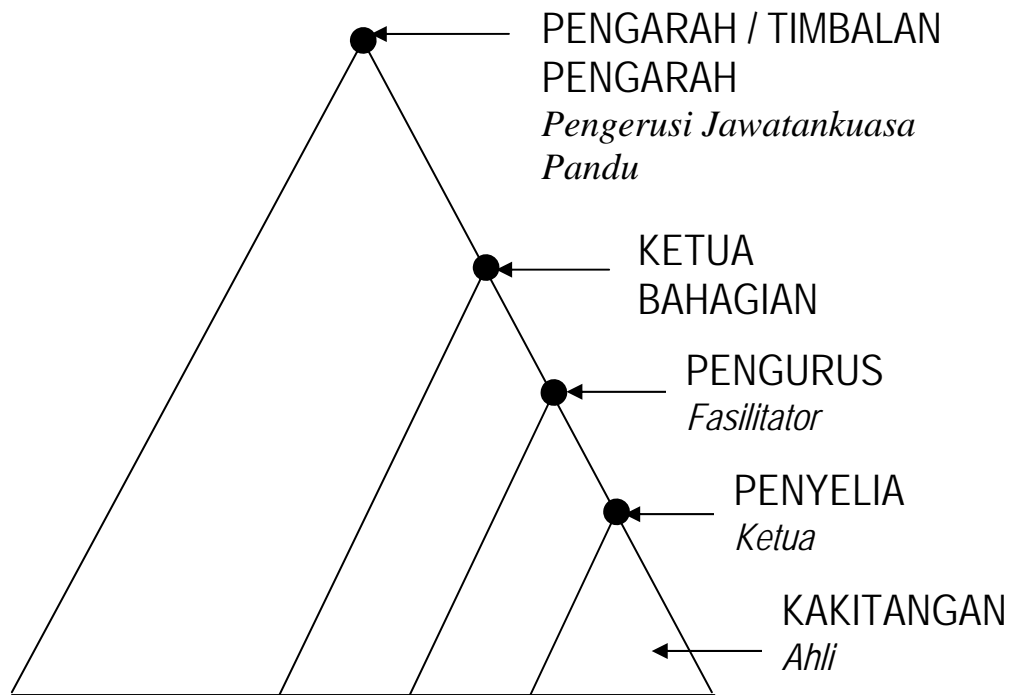 PENGARAH / TIMBALAN
PENGARAH
Pengerusi Jawatankuasa
Pandu
KETUA
BAHAGIAN
PENGURUS
Fasilitator
PENYELIA
Ketua
KAKITANGAN
Ahli